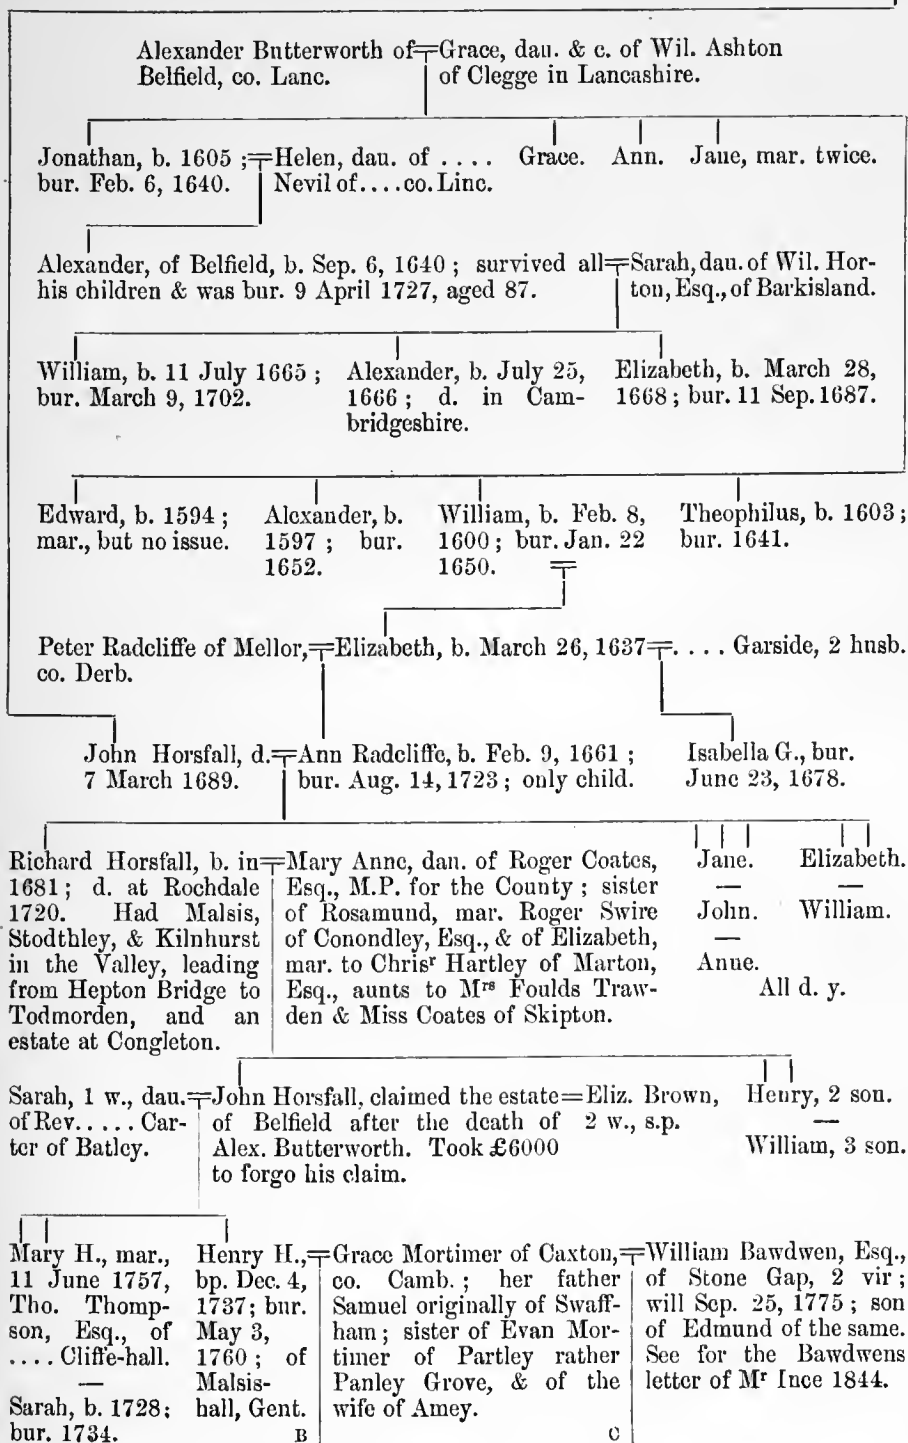 Alexander Butterworth of Grace, dau. & c. of Wil. Ashton
Belfield, co. Lanc. of Clegge in Lancashire.
Jonathan, b. 1605 ; Helen, dau. of . . . . Grace. Ann. Jane, mar. twice.
bur. Feb. 6, 1640. Nevil of....co. Linc.
Alexander, of Belfield, b. Sep. 6, 1640 ; survived all Sarah, dau. of Wil. Hor-
his children & was bur. 9 April 1727, aged 87. ton, Esq., of Barkisland.
William, b. 11 July 1665 ; Alexander, b. July 25, Elizabeth, b. March 28,
bur. March 9, 1702. 1666 ; d. in Cam- 1668 ; bur. 11 Sep. 1687.
bridgeshire.
Edward, b. 1594 ; Alexander, b. William, b. Feb. 8, Theophilus, b. 1603 ;
mar., but no issue. 1597 ; bur. 1600 ; bur. Jan. 22 bur. 1641.
1652. 1650.
Peter Radcliffe of Mellor, Elizabeth, b. March 26, 1637 . . . . Garside, 2 husb.
co. Derb.
John Horsfall, d. Ann Radcliffe, b. Feb. 9, 1661 ; Isabella G., bur.
7 March 1689. bur. Aug. 14, 1723 ; only child. June 23, 1678.
Richard Horsfall, b. in Mary Anne, dau. of Roger Coates, Jane. Elizabeth.
1681 ; d. at Rochdale Esq., M.P. for the County ; sister — —
1720. Had Malsis, of Rosamund, mar. Roger Swire John. William.
Stodthley, & Kilnhurst of Conondley, Esq., & of Elizabeth, —
in the Valley, leading mar. to Chrisr Hartley of Marton, Anne.
from Hepton Bridge to Esq., aunts to Mrs Foulds Traw- All d. y.
Todmorden, and an den & Miss Coates of Skipton.
estate at Congleton.
Sarah, 1 w., dau. John Horsfall, claimed the estate=Eliz. Brown, Henry, 2 son.
of Rev. . . . . Car- of Belfield after the death of 2 w., s.p. —
ter of Batley. Alex. Butterworth. Took £6000 William, 3 son.
to forgo his claim.
Mary H., mar., Henry H., Grace Mortimer of Caxton, William Bawdwen, Esq.,
11 June 1757, bp. Dec. 4, co. Camb. ; her father of Stone Gap, 2 vir ;
Tho. Thomp- 1737 ; bur. Samuel originally of Swaff- will Sep. 25, 1775 ; son
son, Esq., of May 3, ham ; sister of Evan Mor- of Edmund of the same.
.... Cliffe-hall. 1760 ; of timer of Partley rather See for the Bawdwens
— Malsis- Panley Grove, & of the letter of Mr Ince 1844.
Sarah, b. 1728 ; hall, Gent. wife of Amey.
bur. 1734. B C